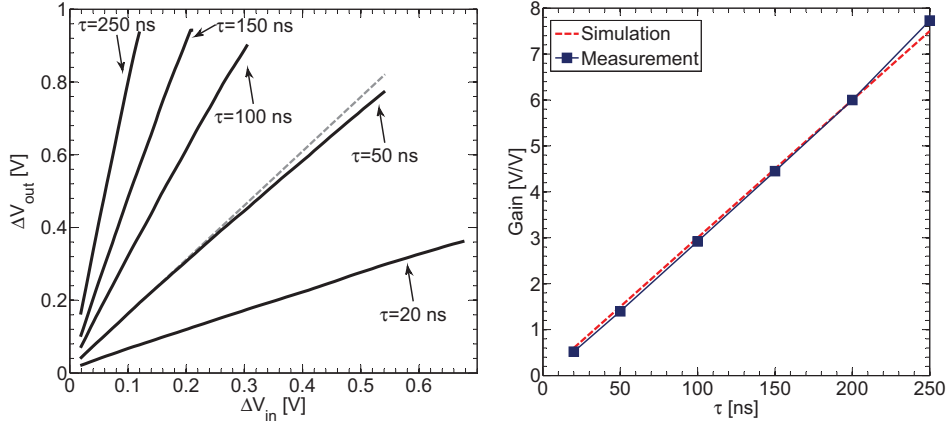 1
0.8
0.6
0.4
0.2
0
ΔVout [V]
τ=250 ns
τ=150 ns
τ=100 ns
τ=50 ns
τ=20 ns
0 0.1 0.2 0.3 0.4 0.5 0.6
ΔVin [V]
8
7
6
5
4
3
2
1
0
Gain [V/V]
Simulation
Measurement
0 50 100 150 200 250
τ [ns]